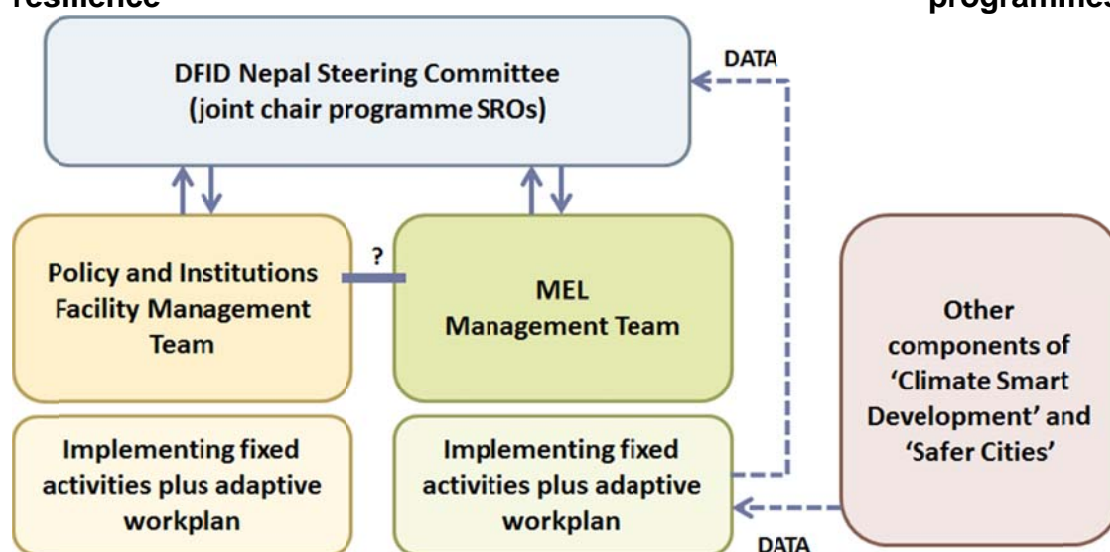 resilience programmes
DFID Nepal Steering Committee
(joint chair programme SROs)
DATA
Policy and Institutions
Facility Management
Team
?
MEL
Management Team
Other
components of
‘Climate Smart
Development’ and
‘Safer Cities’
Implementing fixed
activities plus adaptive
workplan
Implementing fixed
activities plus adaptive
workplan
DATA